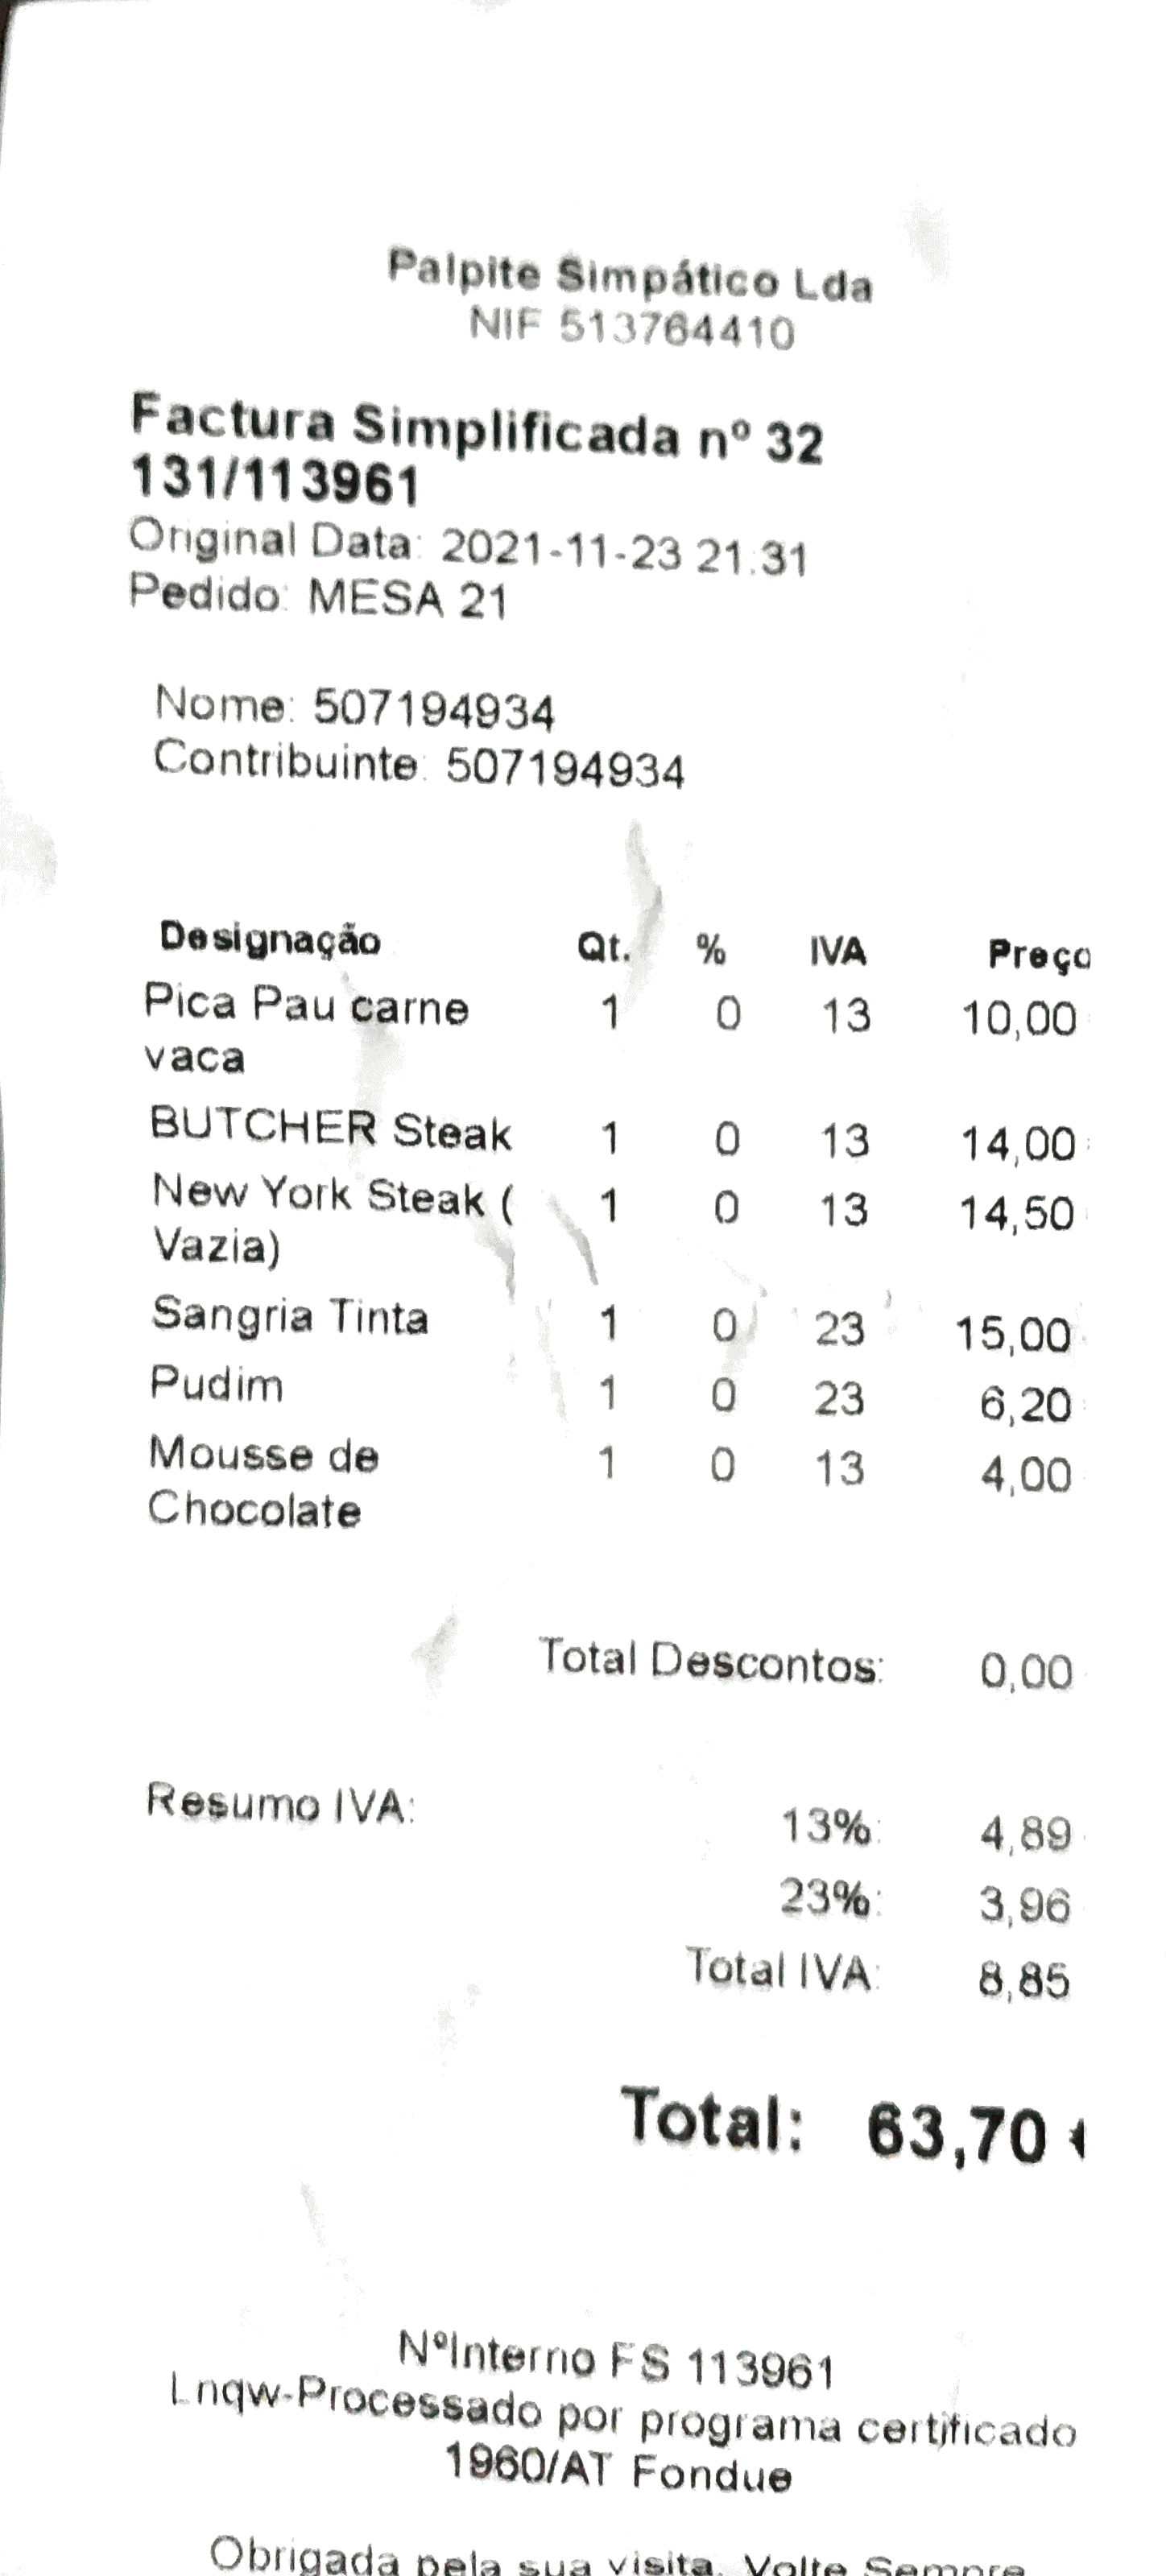 Palpite Simpático Lda
NIF 513764410
Factura Simplificada nº 32
131/113961
Original Data: 2021-11-23 21:31
Pedido: MESA 21
Nome: 507194934
Contribuinte: 507194934
Designação Qt. % IVA Preço
Pica Pau carne 1 0 13 10,00
vaca
BUTCHER Steak 1 0 13 14,00
New York Steak ( 1 0 13 14,50
Vazia)
Sangria Tinta 1 0 23 15,00
Pudim 1 0 23 6,20
Mousse de 1 0 13 4,00
Chocolate
Total Descontos: 0,00
Resumo IVA:
13%: 4,89
23%: 3,96
Total IVA: 8,85
Total: 63,70 €
NºInterno FS 113961
Lnqw-Processado por programa certificado
1960/AT Fondue
Obrigada pela sua visita. Volte Sempre